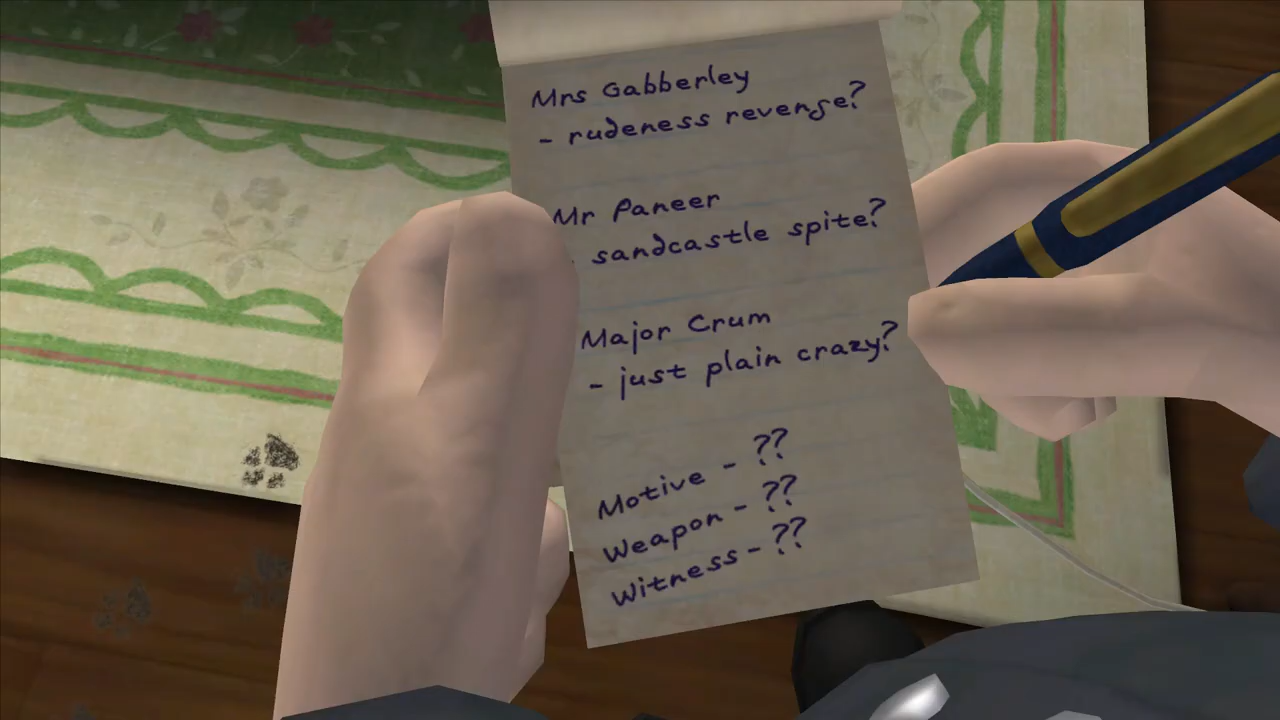 Mrs Gabberley
- rudeness revenge?
Mr Paneer
- sandcastle spite?
Major Crum
- just plain crazy?
Motive - ??
Weapon - ??
Witness - ??